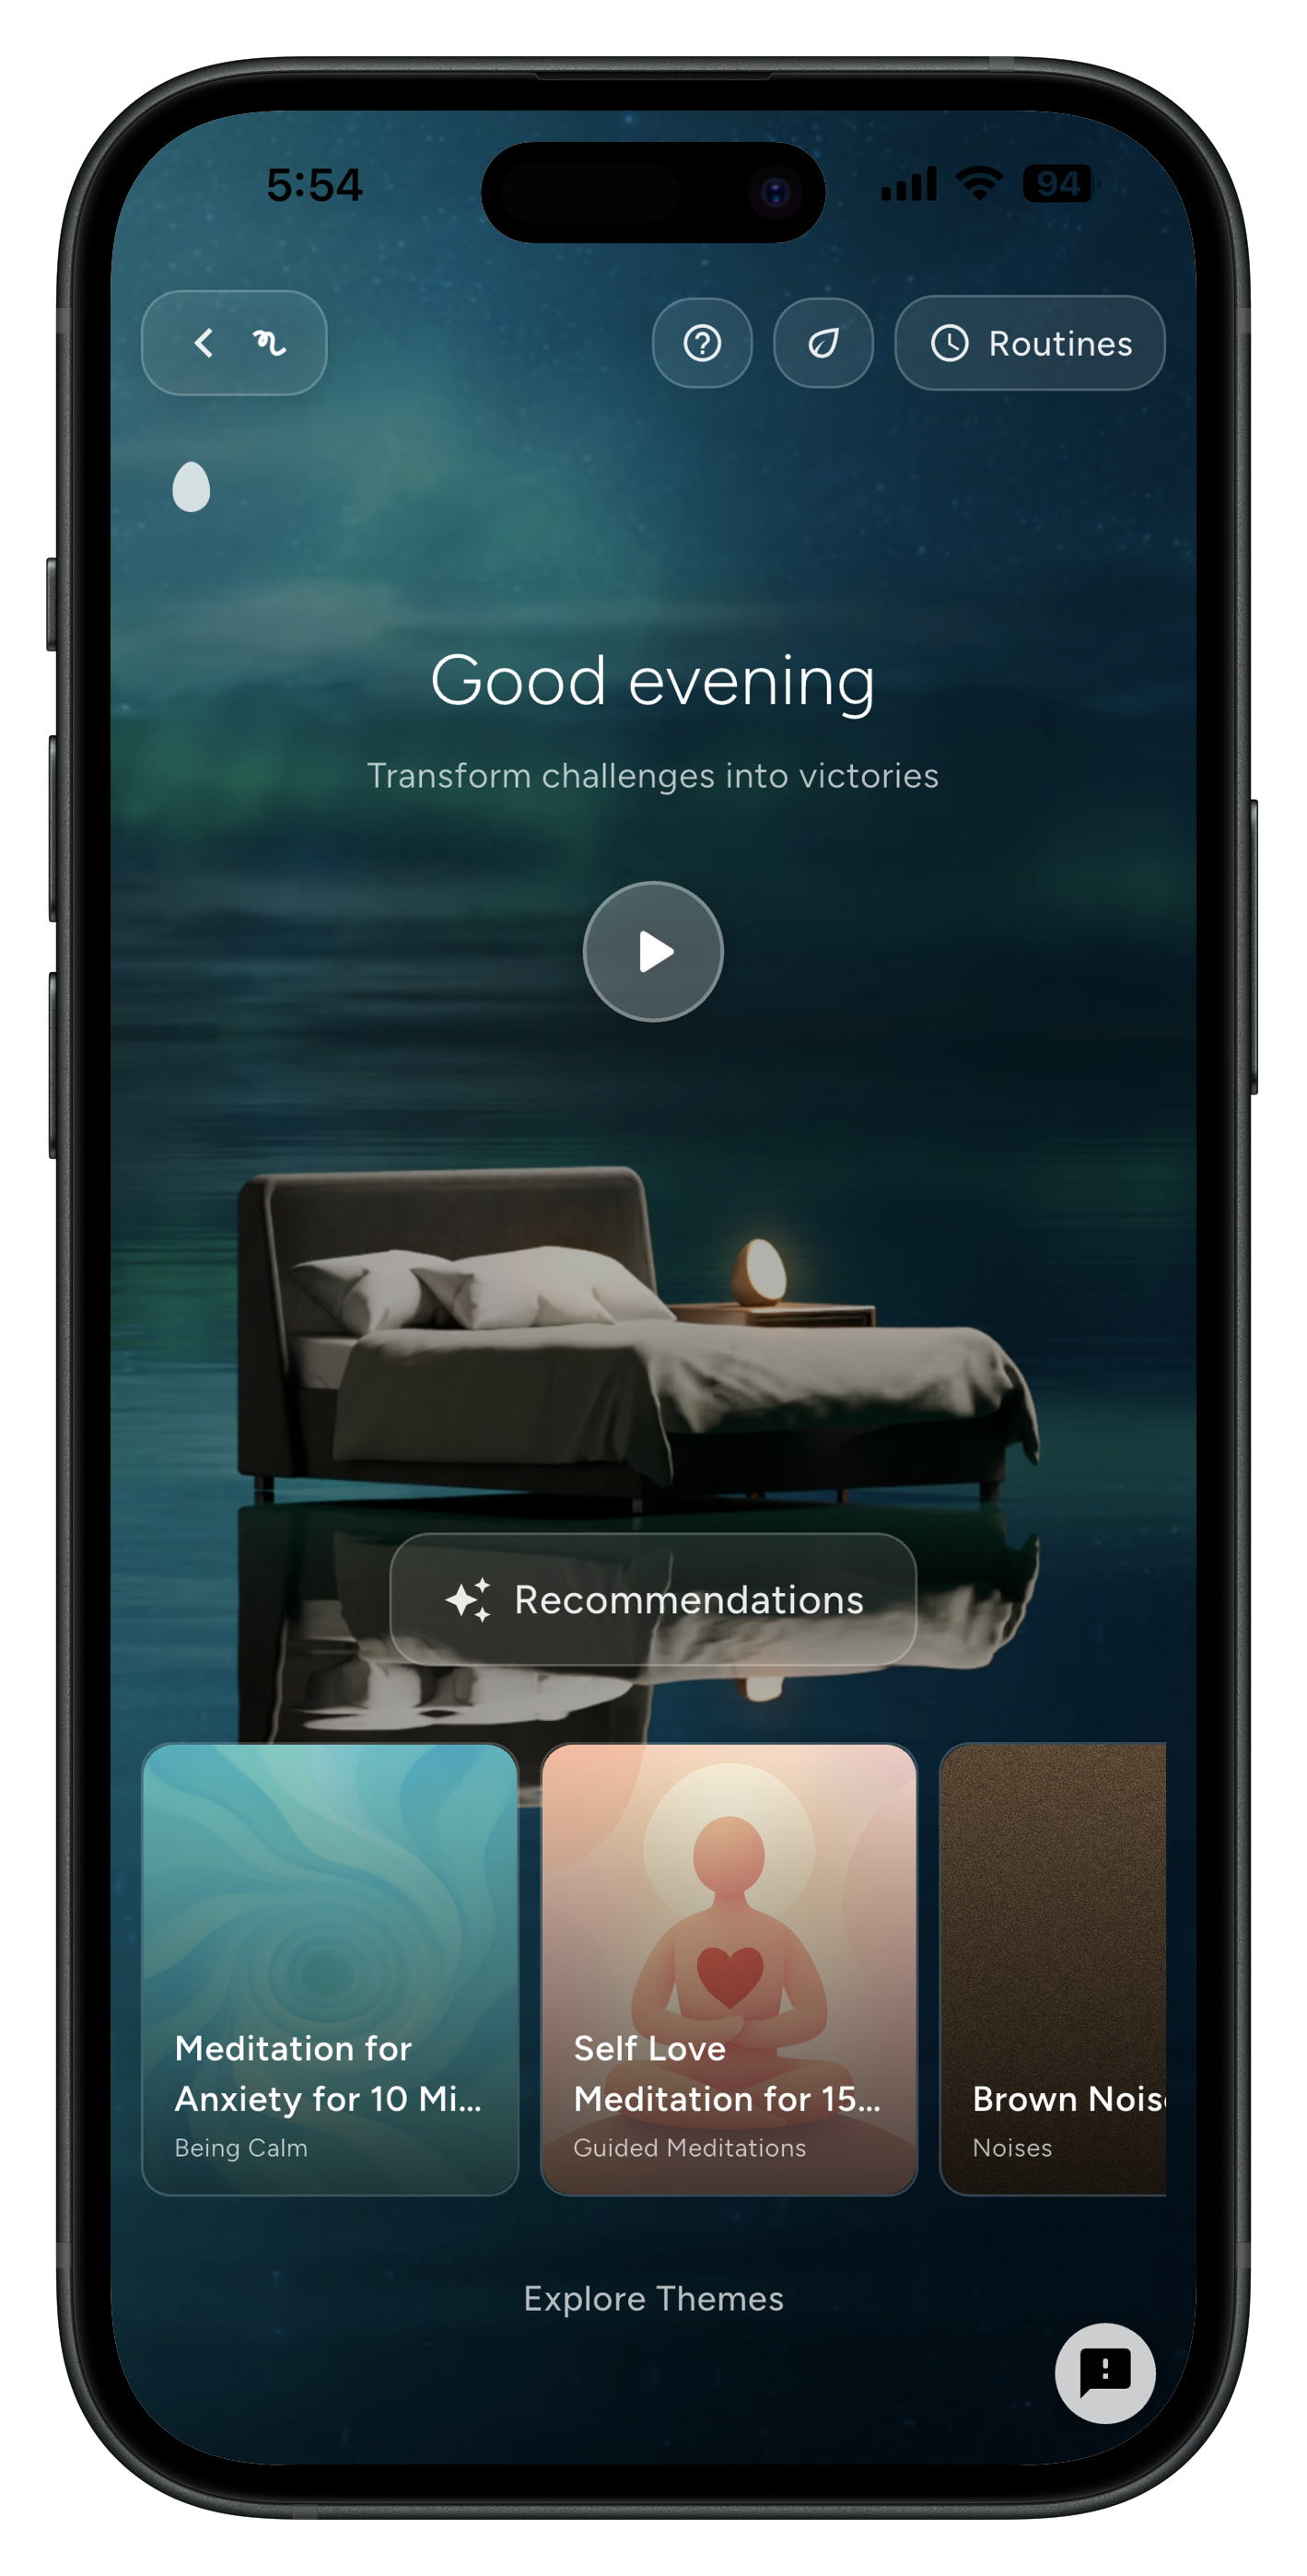 5:54
94
Routines
Good evening
Transform challenges into victories
Recommendations
Meditation for
Anxiety for 10 Mi...
Being Calm
Self Love
Meditation for 15...
Guided Meditations
Brown Nois
Noises
Explore Themes